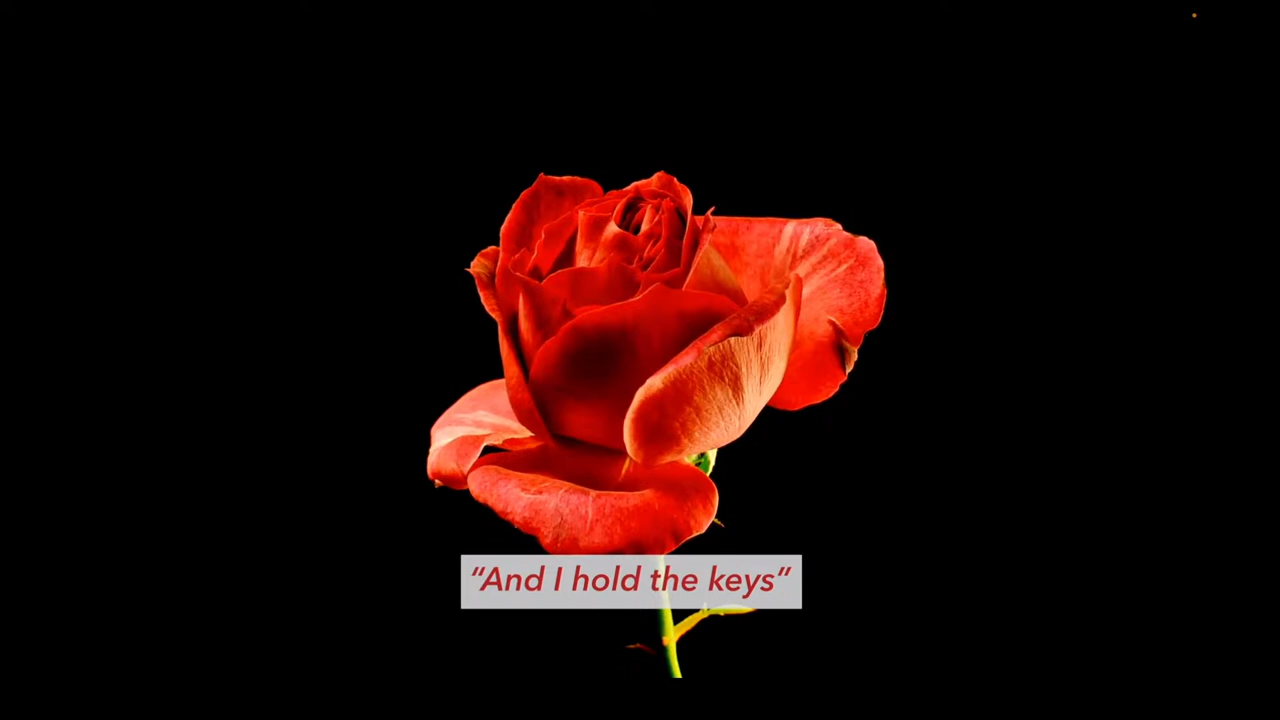 “And I hold the keys”